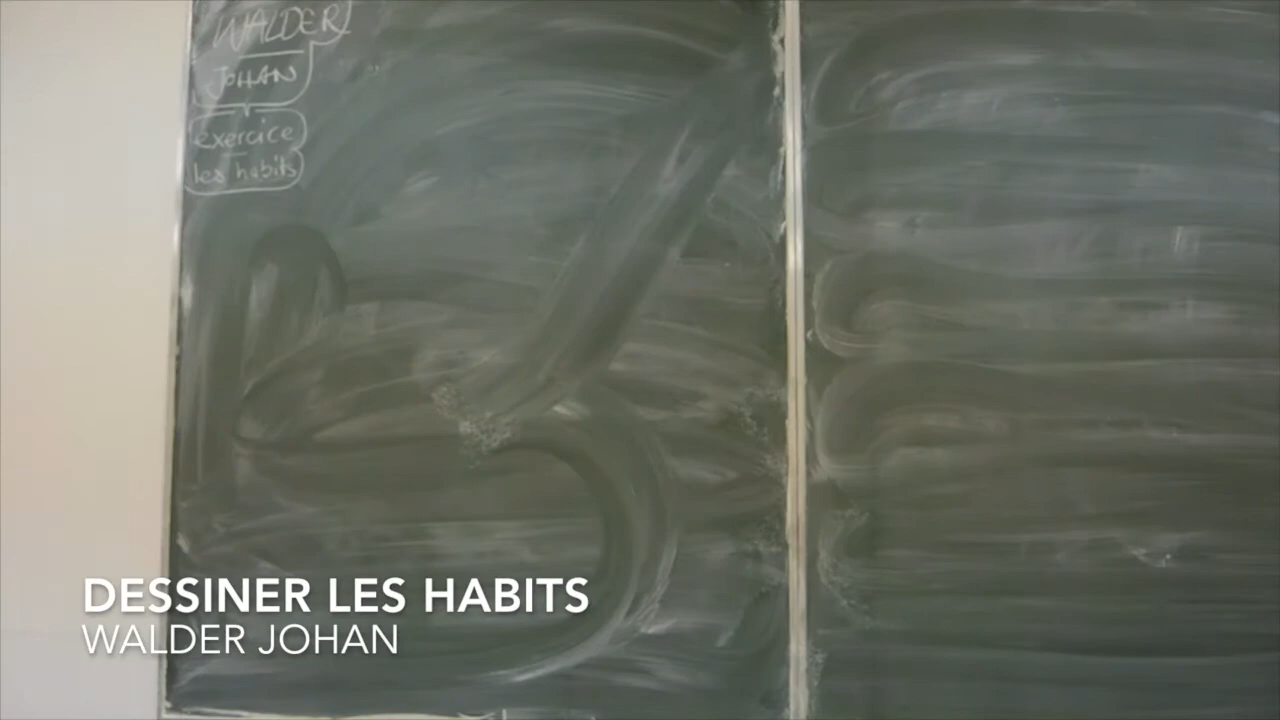 WALDER
JOHAN
exercice
les habits
DESSINER LES HABITS
WALDER JOHAN